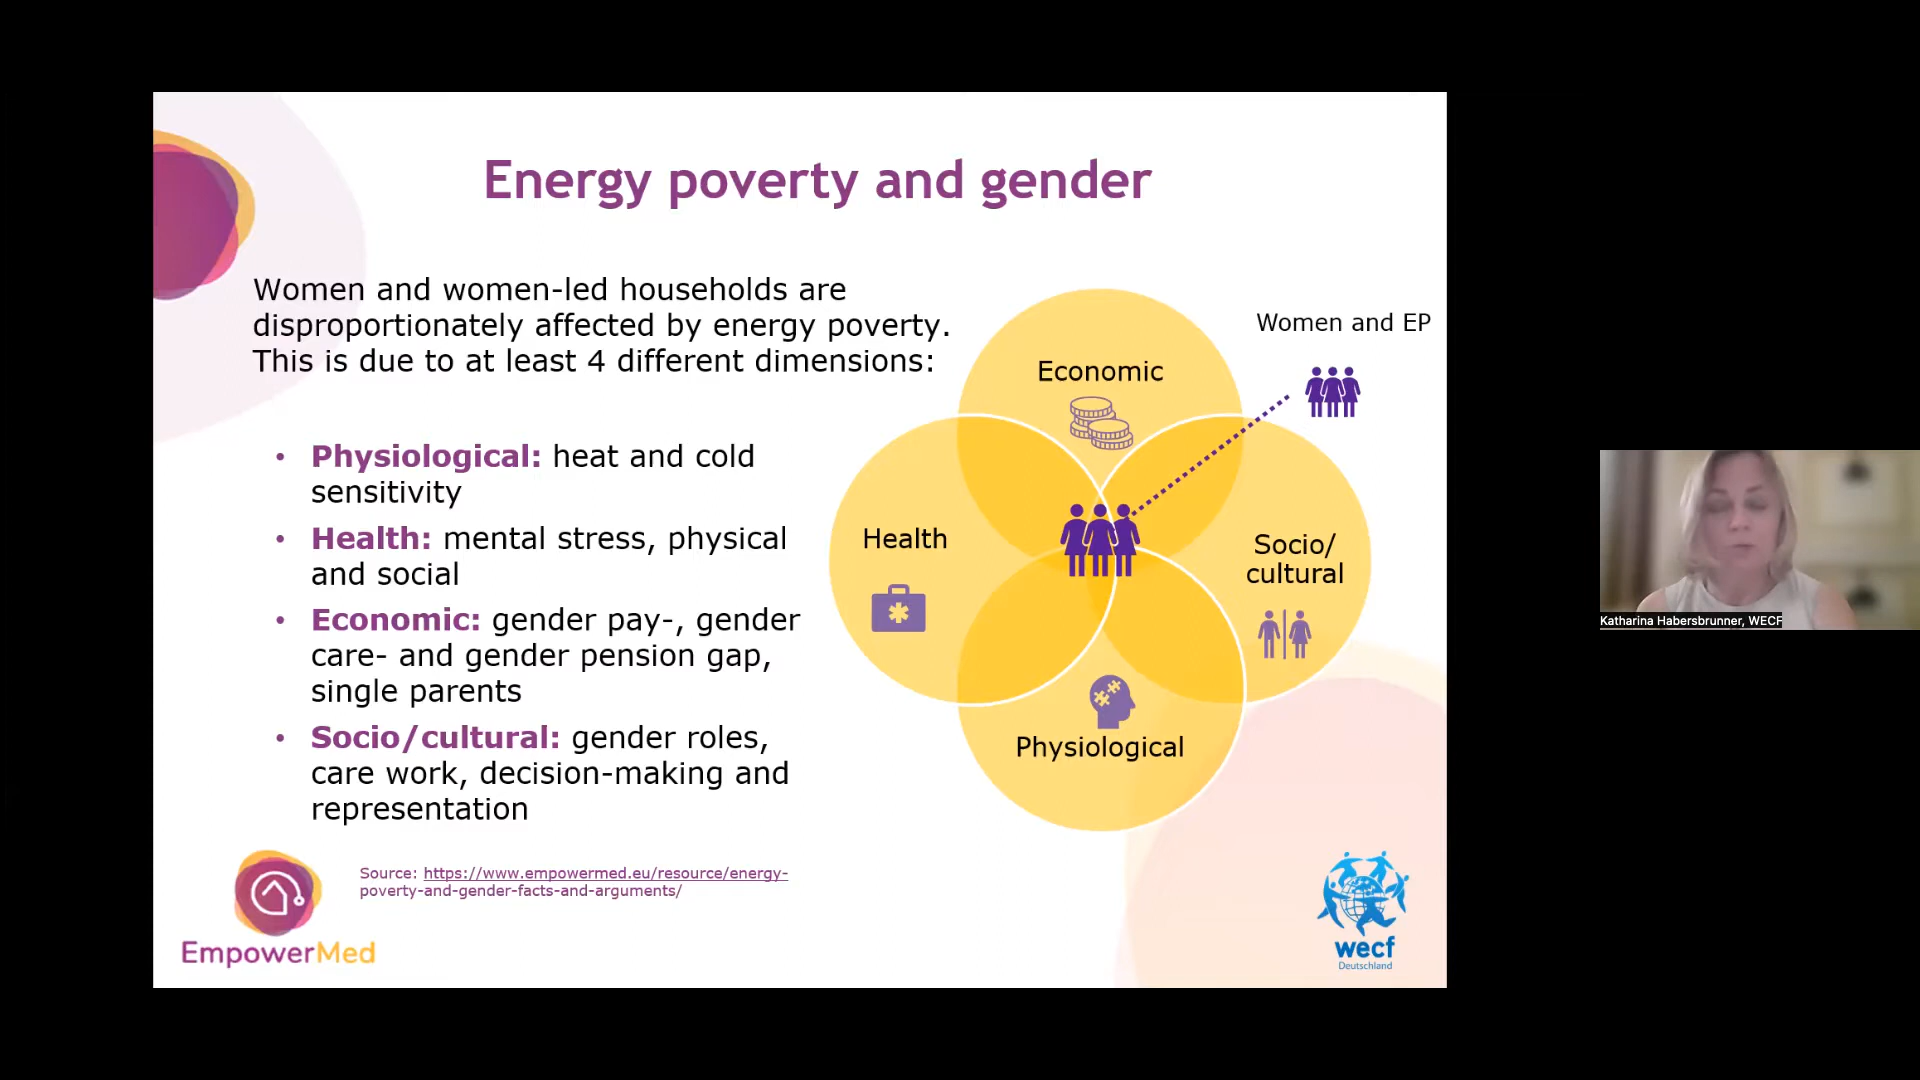 Energy poverty and gender
Women and women-led households are
disproportionately affected by energy poverty.
This is due to at least 4 different dimensions:
• Physiological: heat and cold
sensitivity
• Health: mental stress, physical
and social
• Economic: gender pay-, gender
care- and gender pension gap,
single parents
• Socio/cultural: gender roles,
care work, decision-making and
representation
Women and EP
Economic
Health
Socio/
cultural
Physiological
Source: https://www.empowermed.eu/resource/energy-
poverty-and-gender-facts-and-arguments/
EmpowerMed
wecf
Deutschland
Katharina Habersbrunner, WECF